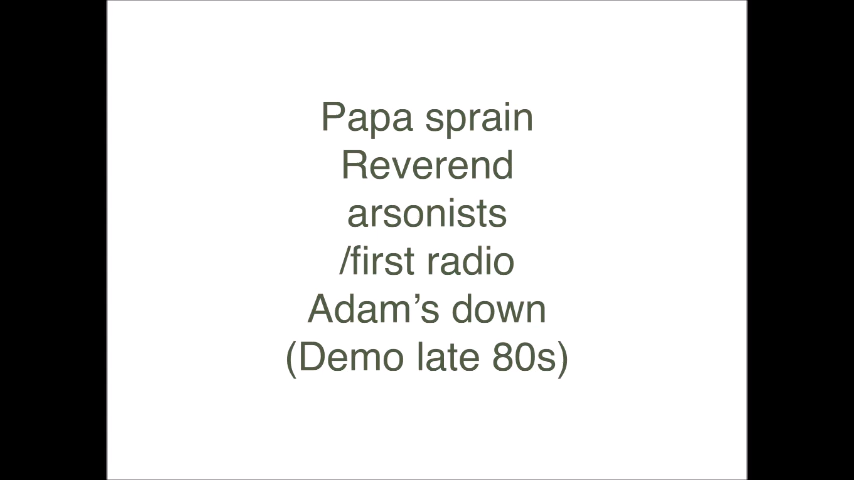 Papa sprain
Reverend
arsonists
/first radio
Adam’s down
(Demo late 80s)